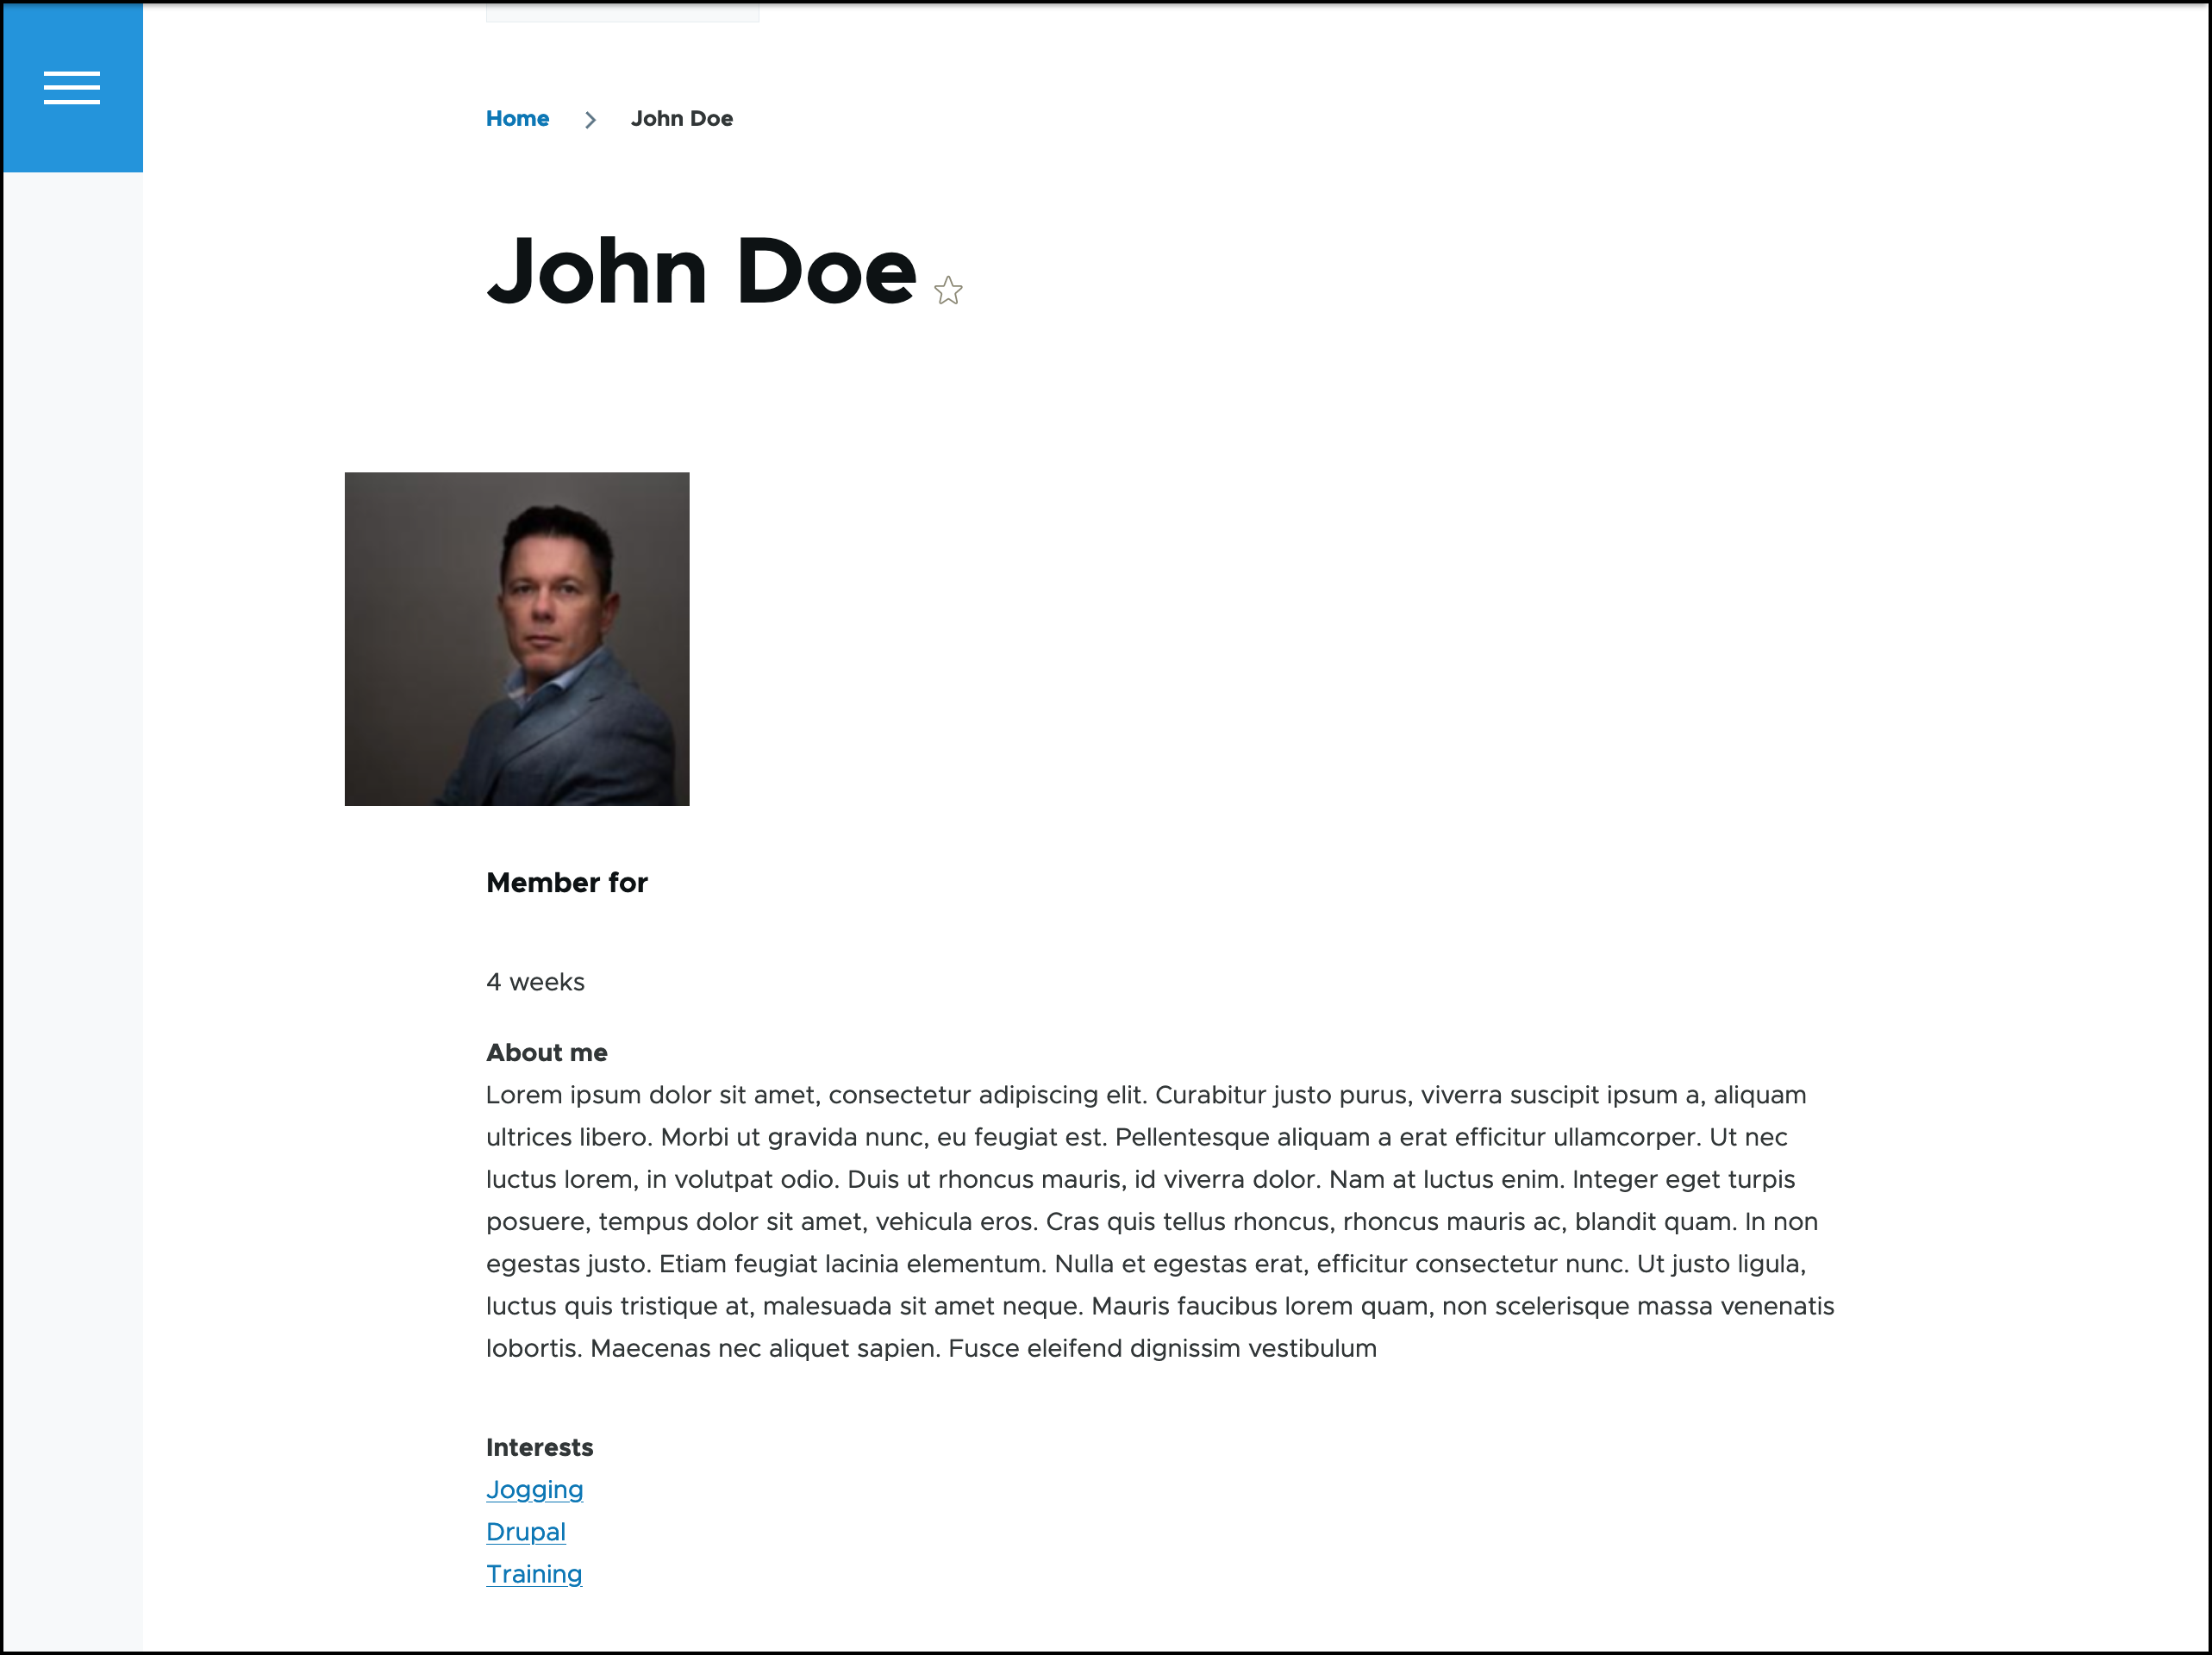 Home > John Doe
John Doe
Member for
4 weeks
About me
Lorem ipsum dolor sit amet, consectetur adipiscing elit. Curabitur justo purus, viverra suscipit ipsum a, aliquam
ultrices libero. Morbi ut gravida nunc, eu feugiat est. Pellentesque aliquam a erat efficitur ullamcorper. Ut nec
luctus lorem, in volutpat odio. Duis ut rhoncus mauris, id viverra dolor. Nam at luctus enim. Integer eget turpis
posuere, tempus dolor sit amet, vehicula eros. Cras quis tellus rhoncus, rhoncus mauris ac, blandit quam. In non
egestas justo. Etiam feugiat lacinia elementum. Nulla et egestas erat, efficitur consectetur nunc. Ut justo ligula,
luctus quis tristique at, malesuada sit amet neque. Mauris faucibus lorem quam, non scelerisque massa venenatis
lobortis. Maecenas nec aliquet sapien. Fusce eleifend dignissim vestibulum
Interests
Jogging
Drupal
Training